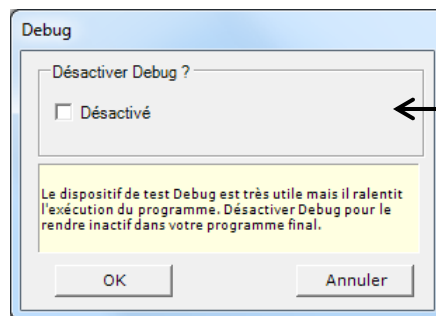 Debug
Désactiver Debug ?
Désactivé
Le dispositif de test Debug est très utile mais il ralentit
l'exécution du programme. Désactiver Debug pour le
rendre inactif dans votre programme final.
OK
Annuler